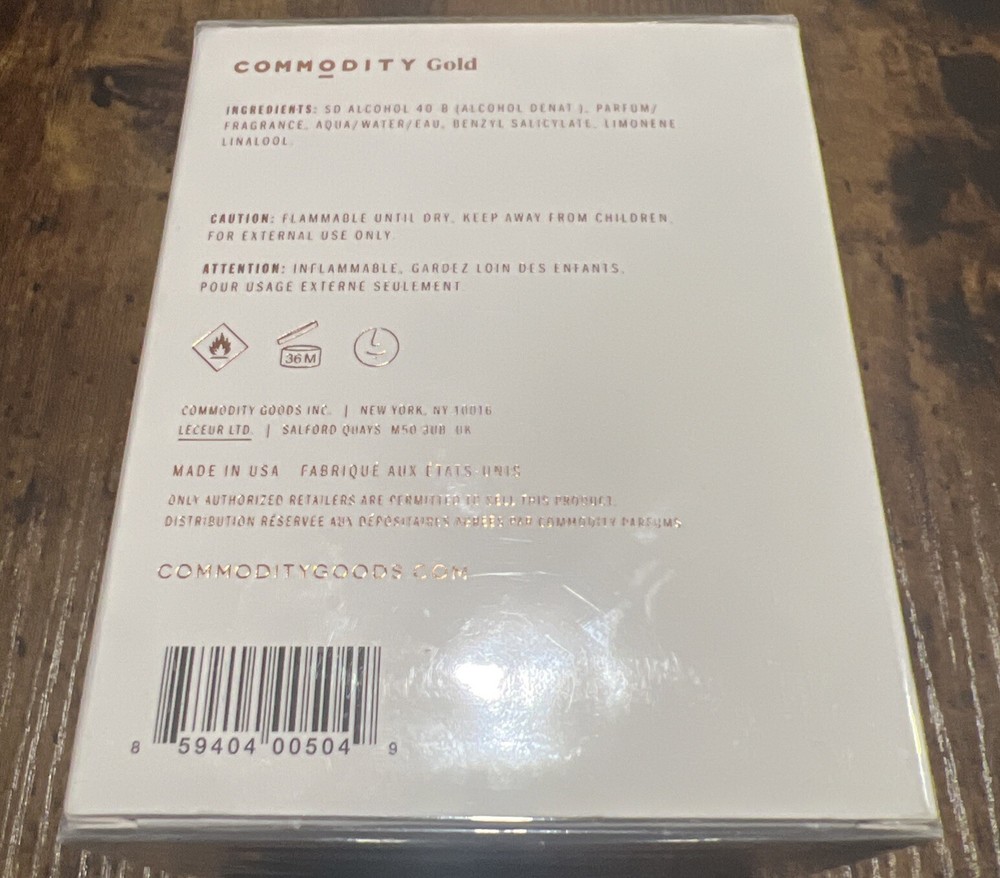 COMMODITY Gold
INGREDIENTS: SD ALCOHOL 40-B (ALCOHOL DENAT.), PARFUM/
FRAGRANCE, AQUA/WATER/EAU, BENZYL SALICYLATE, LIMONENE
LINALOOL.
CAUTION: FLAMMABLE UNTIL DRY, KEEP AWAY FROM CHILDREN,
FOR EXTERNAL USE ONLY.
ATTENTION: INFLAMMABLE, GARDEZ LOIN DES ENFANTS,
POUR USAGE EXTERNE SEULEMENT.
36M
COMMODITY GOODS INC. | NEW YORK, NY 10016
LECEUR LTD. | SALFORD QUAYS M50 3UB UK
MADE IN USA FABRIQUÉ AUX ÉTATS-UNIS
ONLY AUTHORIZED RETAILERS ARE PERMITTED TO SELL THIS PRODUCT.
DISTRIBUTION RÉSERVÉE AUX DÉPOSITAIRES AGRÉÉS PAR COMMODITY PARFUMS.
COMMODITYGOODS.COM
8 59404 00504 9